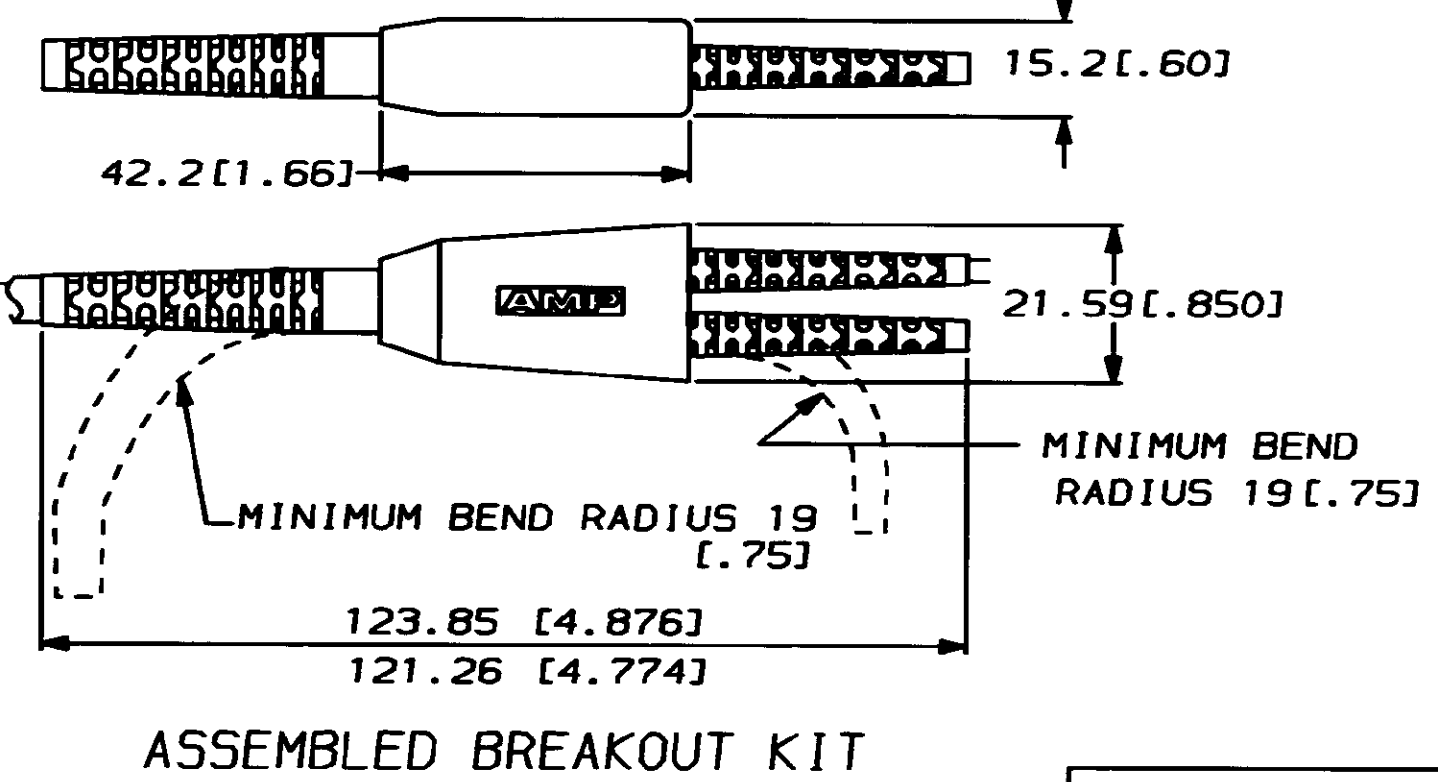 15.2[.60]
42.2[1.66]
AMP
21.59[.850]
MINIMUM BEND
RADIUS 19[.75]
MINIMUM BEND RADIUS 19
[.75]
123.85 [4.876]
121.26 [4.774]
ASSEMBLED BREAKOUT KIT